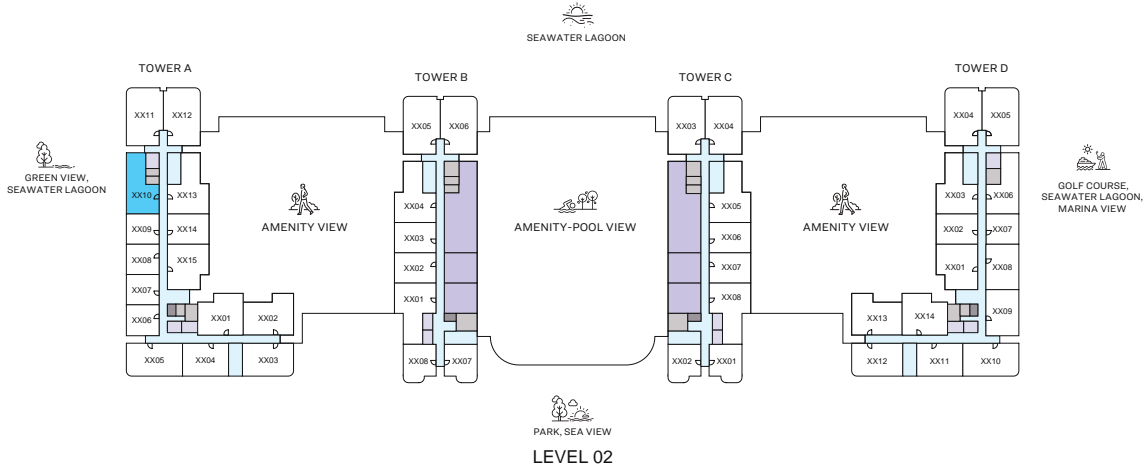 SEAWATER LAGOON
TOWER A
TOWER B
TOWER C
TOWER D
XX11
XX12
XX05
XX06
XX03
XX04
XX04
XX05
GREEN VIEW,
SEAWATER LAGOON
XX10
XX13
XX09
XX14
XX08
XX15
XX07
XX06
XX01
XX02
XX05
XX04
XX03
AMENITY VIEW
XX04
XX03
XX02
XX01
XX08
XX07
AMENITY-POOL VIEW
XX05
XX06
XX07
XX08
XX02
XX01
AMENITY VIEW
XX03
XX06
XX02
XX07
XX01
XX08
XX09
XX13
XX14
XX12
XX11
XX10
GOLF COURSE,
SEAWATER LAGOON,
MARINA VIEW
PARK, SEA VIEW
LEVEL 02